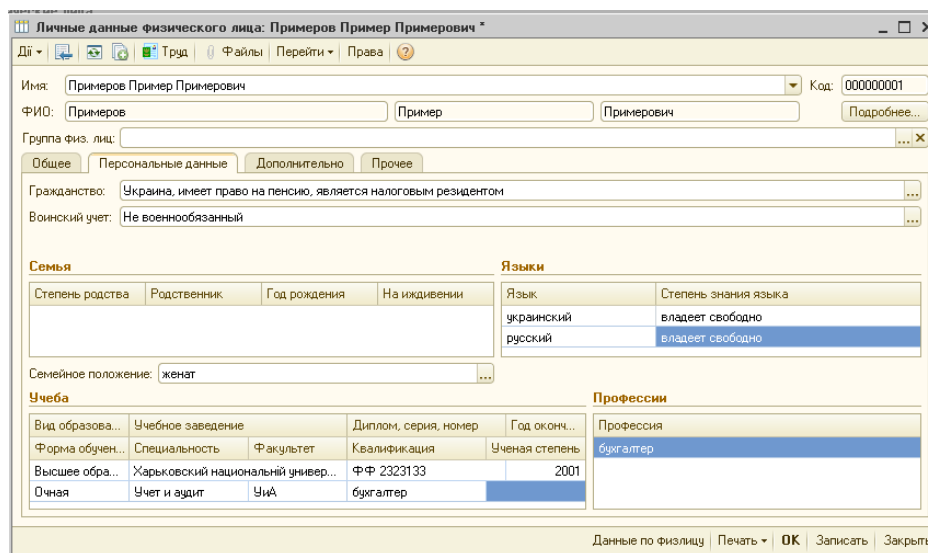 Личные данные физического лица: Примеров Пример Примерович *
Дії Труд Файлы Перейти Права
Имя: Примеров Пример Примерович Код: 000000001
ФИО: Примеров Пример Примерович Подробнее...
Группа физ. лиц:
Общее Персональные данные Дополнительно Прочее
Гражданство: Украина, имеет право на пенсию, является налоговым резидентом
Воинский учет: Не военнообязанный
Семья Языки
Степень родства Родственник Год рождения На иждивении Язык Степень знания языка
украинский владеет свободно
русский владеет свободно
Семейное положение: женат
Учеба Профессии
Вид образова... Учебное заведение Диплом, серия, номер Год оконч... Профессия
Форма обучен... Специальность Факультет Квалификация Ученая степень бухгалтер
Высшее обра... Харьковский национальній универ... ФФ 2323133 2001
Очная Учет и аудит УиА бухгалтер
Данные по физлицу Печать OK Записать Закрыть